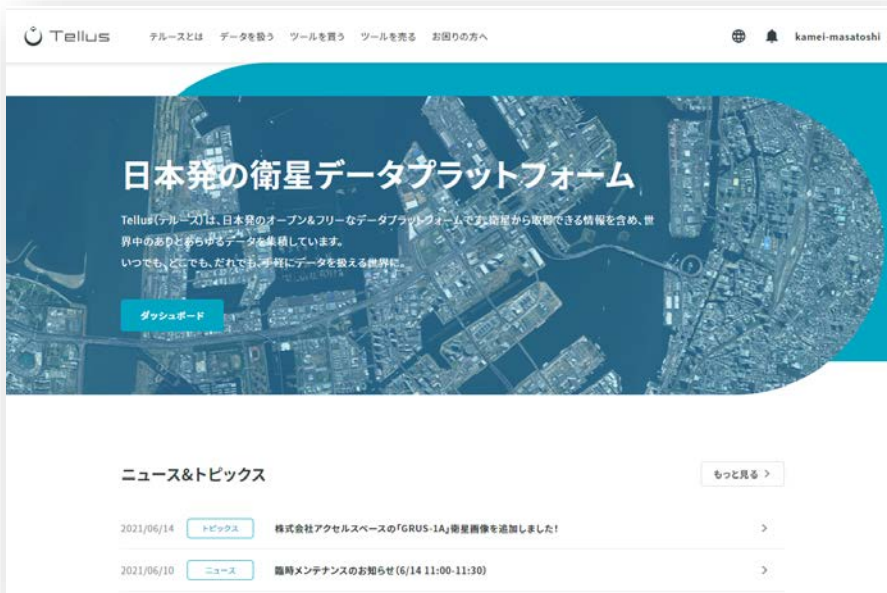 Tellus
テルースとは データを扱う ツールを買う ツールを売る お困りの方へ
kamei-masatoshi
日本発の衛星データプラットフォーム
Tellus(テルース)は、日本発のオープン&フリーなデータプラットフォームです。衛星から取得できる情報を含め、世
界中のありとあらゆるデータを集積しています。
いつでも、どこでも、だれでも、手軽にデータを扱える世界に。
ダッシュボード
ニュース&トピックス
もっと見る
2021/06/14 トピックス 株式会社アクセルスペースの「GRUS-1A」衛星画像を追加しました!
2021/06/10 ニュース 臨時メンテナンスのお知らせ(6/14 11:00-11:30)